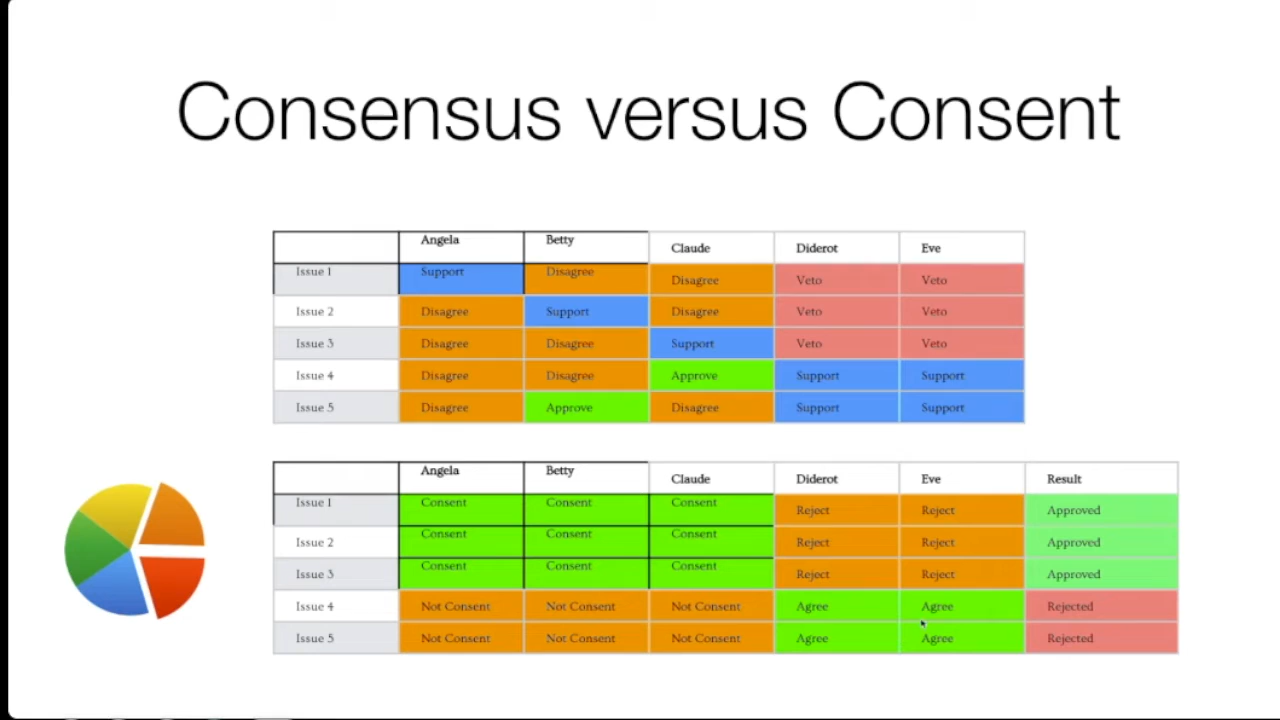 Consensus versus Consent
Angela Betty Claude Diderot Eve
Issue 1 Support Disagree Disagree Veto Veto
Issue 2 Disagree Support Disagree Veto Veto
Issue 3 Disagree Disagree Support Veto Veto
Issue 4 Disagree Disagree Approve Support Support
Issue 5 Disagree Approve Disagree Support Support
Angela Betty Claude Diderot Eve Result
Issue 1 Consent Consent Consent Reject Reject Approved
Issue 2 Consent Consent Consent Reject Reject Approved
Issue 3 Consent Consent Consent Reject Reject Approved
Issue 4 Not Consent Not Consent Not Consent Agree Agree Rejected
Issue 5 Not Consent Not Consent Not Consent Agree Agree Rejected